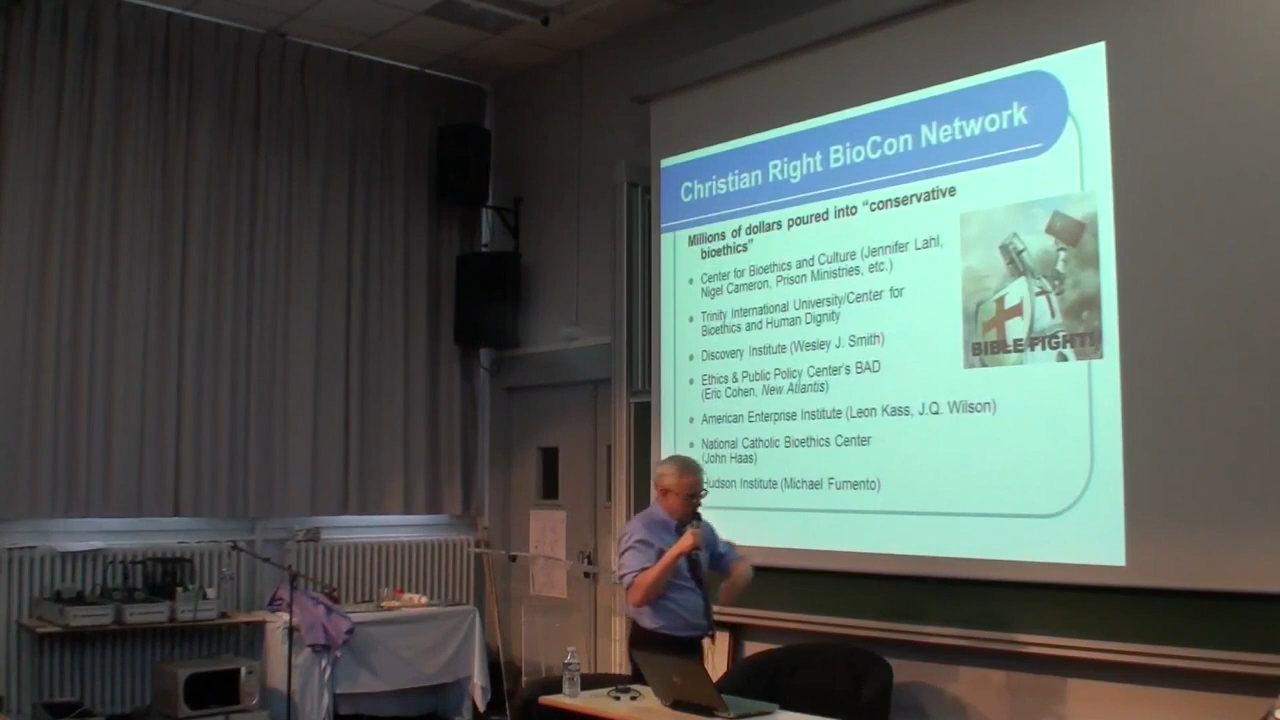 Christian Right BioCon Network
Millions of dollars poured into “conservative
bioethics”
Center for Bioethics and Culture (Jennifer Lahl,
Nigel Cameron, Prison Ministries, etc.)
Trinity International University/Center for
Bioethics and Human Dignity
Discovery Institute (Wesley J. Smith)
Ethics & Public Policy Center's BAD
(Eric Cohen, New Atlantis)
American Enterprise Institute (Leon Kass, J.Q. Wilson)
National Catholic Bioethics Center
(John Haas)
Hudson Institute (Michael Fumento)
BIBLE FIGHT!